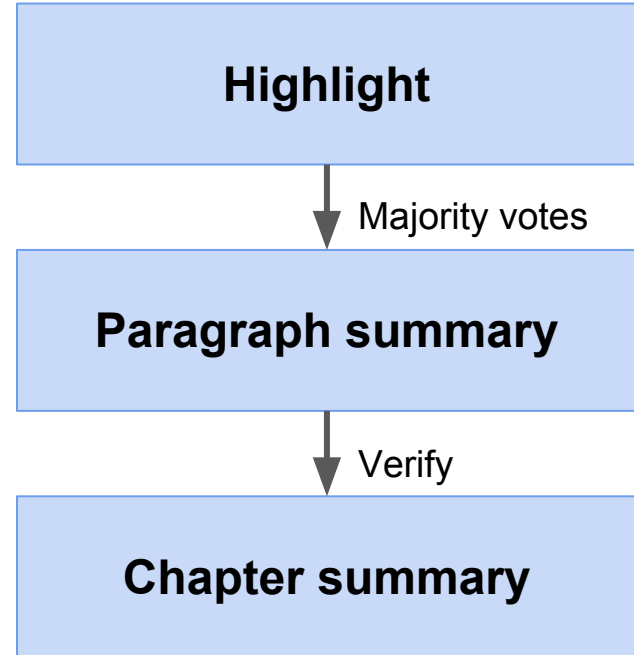 Highlight
Majority votes
Paragraph summary
Verify
Chapter summary